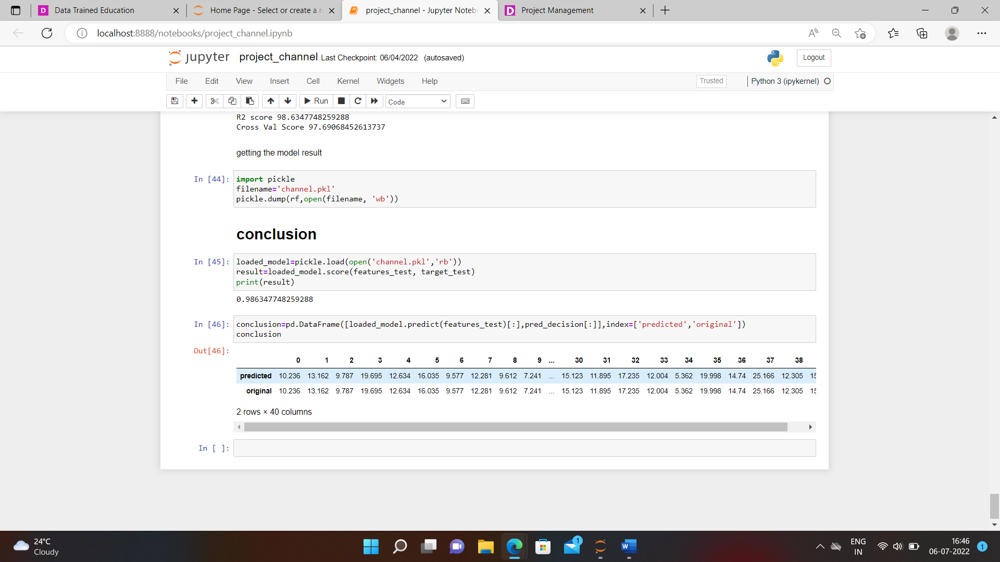 Data Trained Education
Home Page - Select or create a n
project_channel - Jupyter Noteb
Project Management
localhost:8888/notebooks/project_channel.ipynb
jupyter project_channel Last Checkpoint: 06/04/2022 (autosaved)
Logout
File Edit View Insert Cell Kernel Widgets Help
Trusted
Python 3 (ipykernel)
Run
Code
R2 score 98.6347748259288
Cross Val Score 97.69068452613737
getting the model result
In [44]: import pickle
filename='channel.pkl'
pickle.dump(rf,open(filename, 'wb'))
conclusion
In [45]: loaded_model=pickle.load(open('channel.pkl','rb'))
result=loaded_model.score(features_test, target_test)
print(result)
0.986347748259288
In [46]: conclusion=pd.DataFrame([loaded_model.predict(features_test)[:],pred_decision[:]],index=['predicted','original'])
conclusion
Out[46]:
0 1 2 3 4 5 6 7 8 9 ... 30 31 32 33 34 35 36 37 38
predicted 10.236 13.162 9.787 19.695 12.634 16.035 9.577 12.281 9.612 7.241 ... 15.123 11.895 17.235 12.004 5.362 19.998 14.74 25.166 12.305 15
original 10.236 13.162 9.787 19.695 12.634 16.035 9.577 12.281 9.612 7.241 ... 15.123 11.895 17.235 12.004 5.362 19.998 14.74 25.166 12.305 15
2 rows × 40 columns
In [ ]:
24°C
Cloudy
1
ENG
IN
16:46
06-07-2022
1